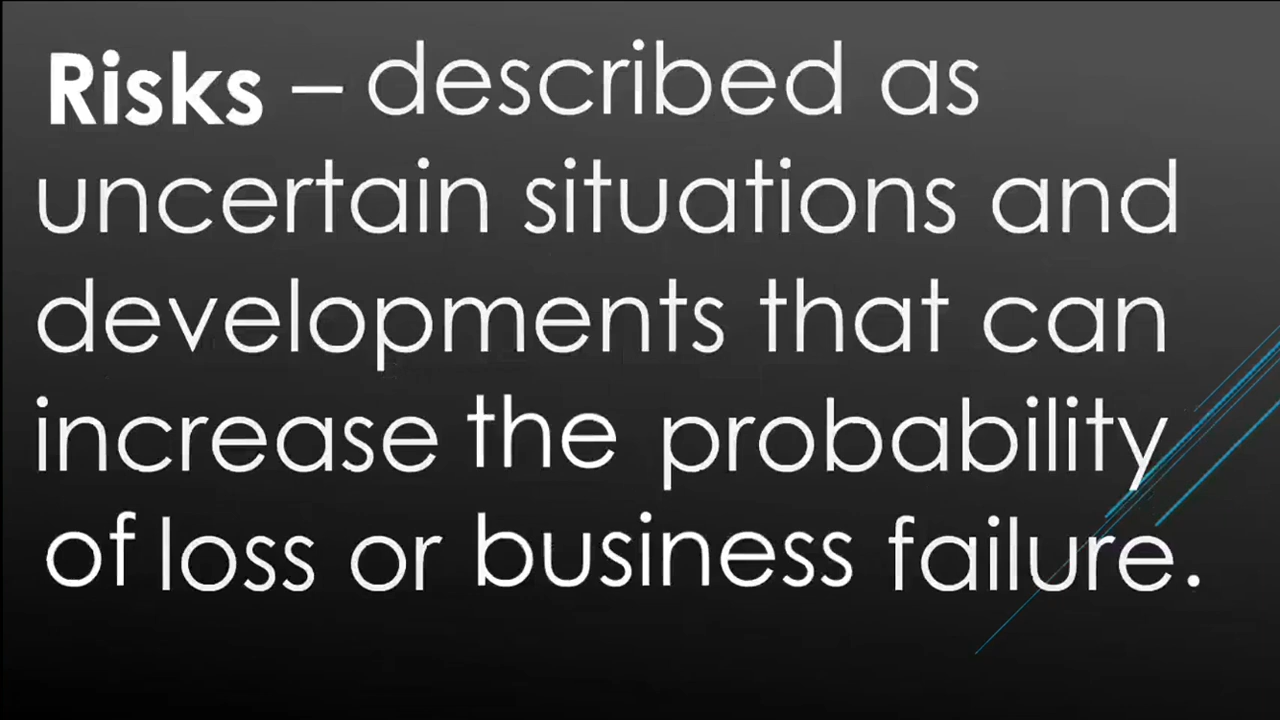 Risks – described as
uncertain situations and
developments that can
increase the probability
of loss or business failure.